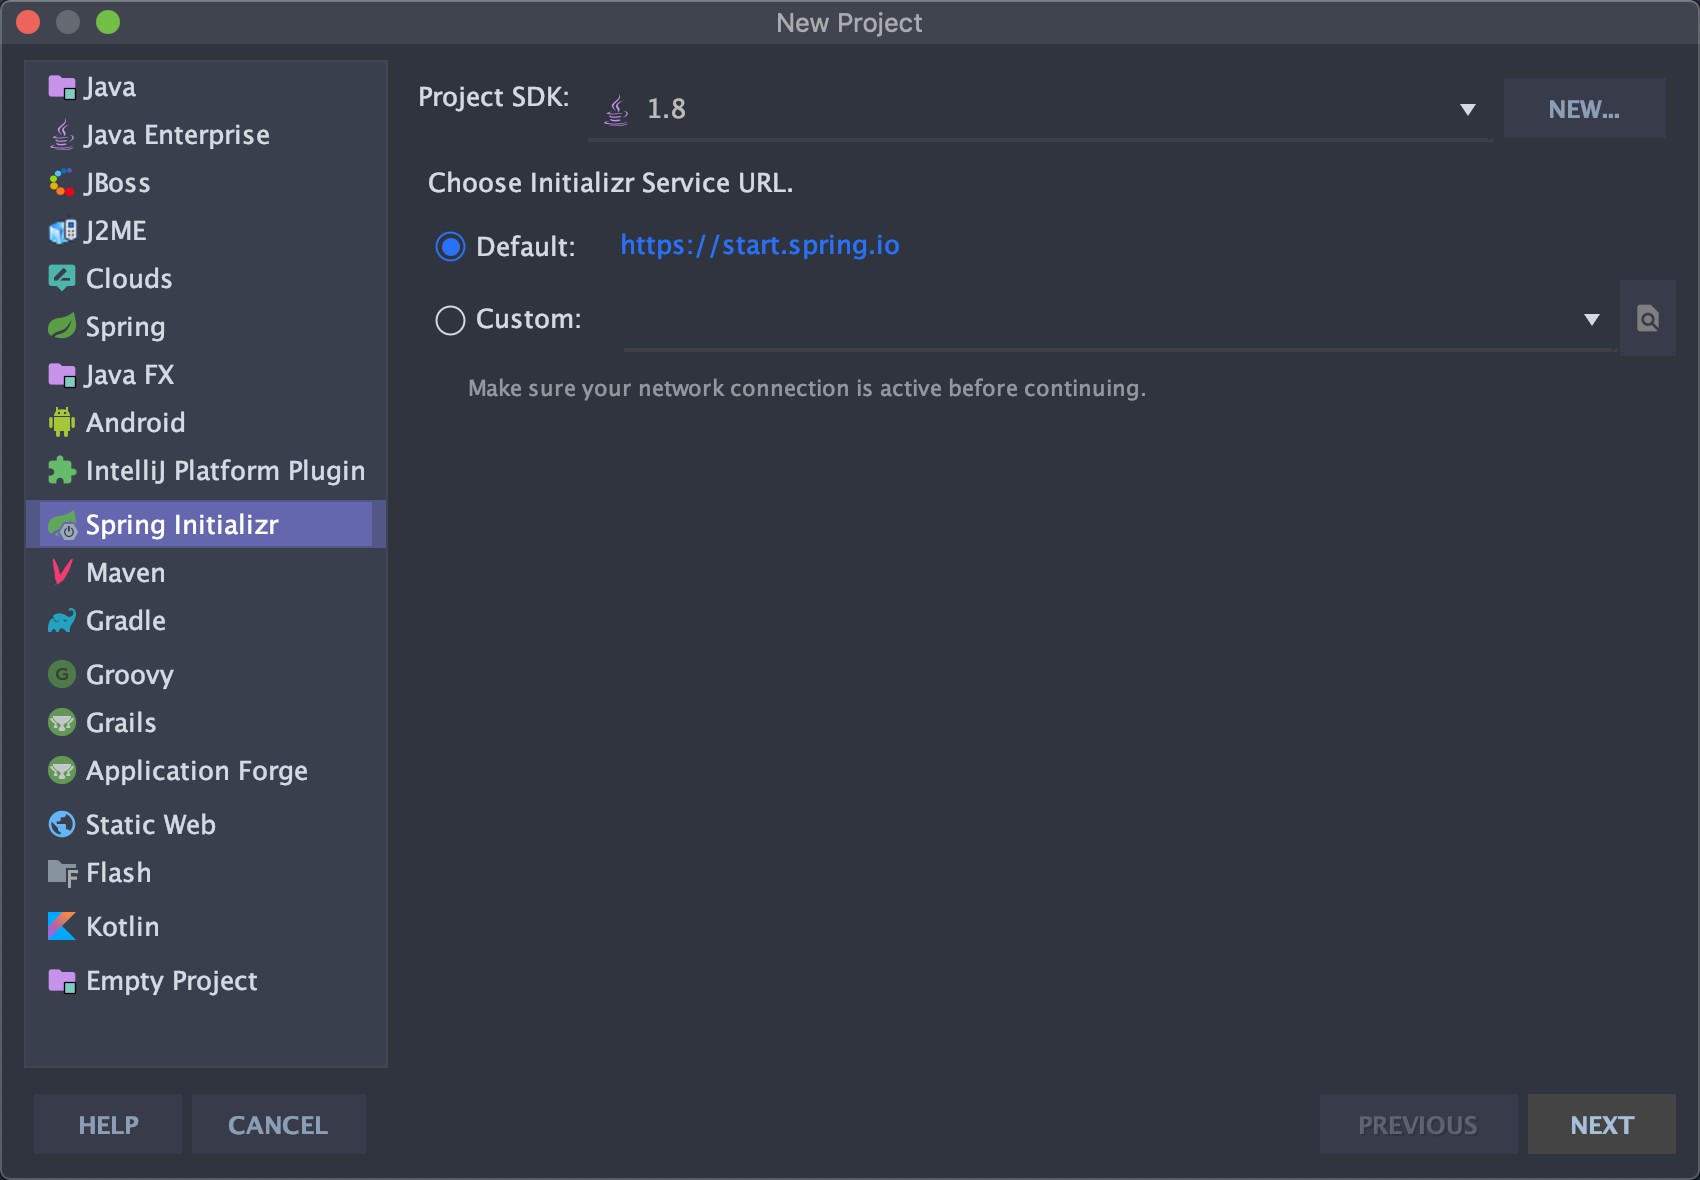 New Project
Java
Java Enterprise
JBoss
J2ME
Clouds
Spring
Java FX
Android
IntelliJ Platform Plugin
Spring Initializr
Maven
Gradle
G Groovy
Grails
Application Forge
Static Web
F Flash
Kotlin
Empty Project
Project SDK: 1.8 NEW...
Choose Initializr Service URL.
Default: https://start.spring.io
Custom:
Make sure your network connection is active before continuing.
HELP CANCEL PREVIOUS NEXT